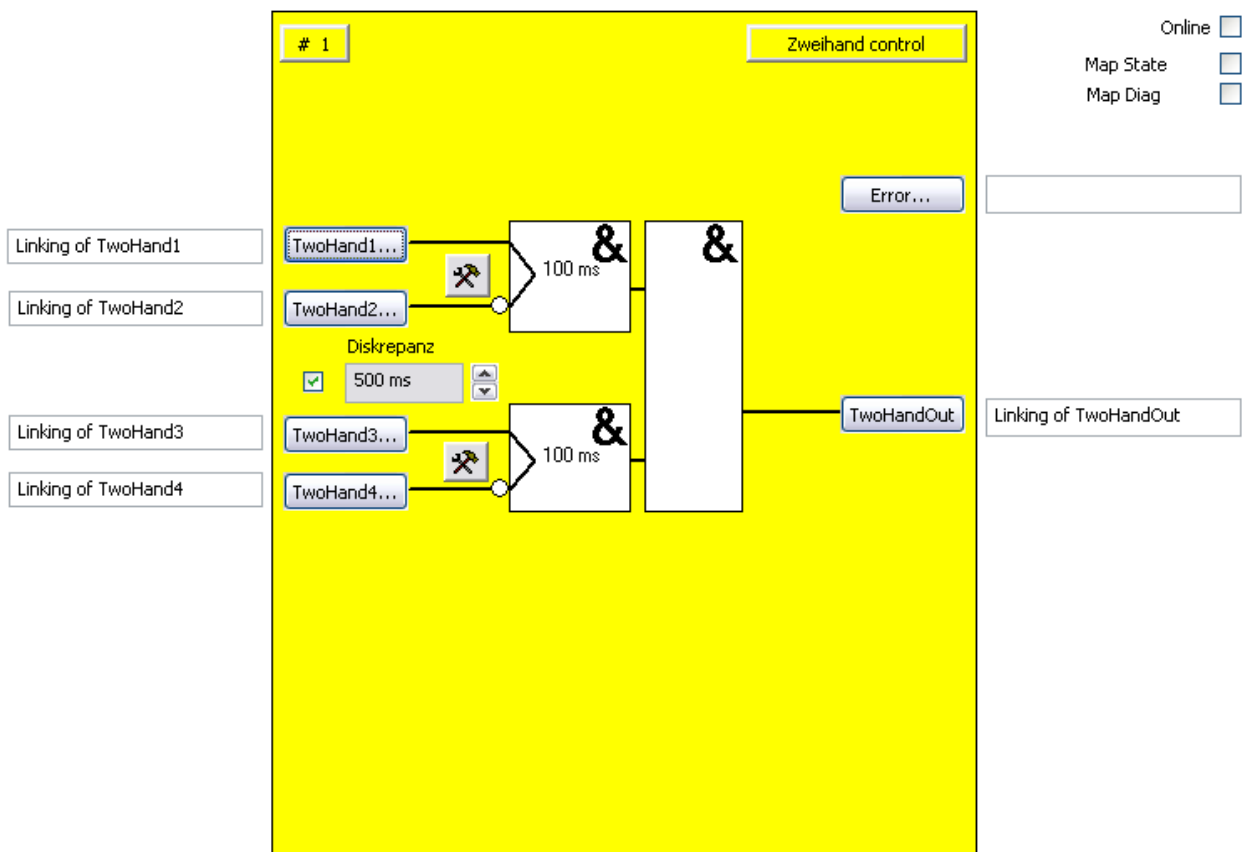 # 1
Zweihand control
Online
Map State
Map Diag
Error...
Linking of TwoHand1
TwoHand1...
&
&
100 ms
Linking of TwoHand2
TwoHand2...
Diskrepanz
500 ms
Linking of TwoHand3
TwoHand3...
&
100 ms
TwoHandOut
Linking of TwoHandOut
Linking of TwoHand4
TwoHand4...